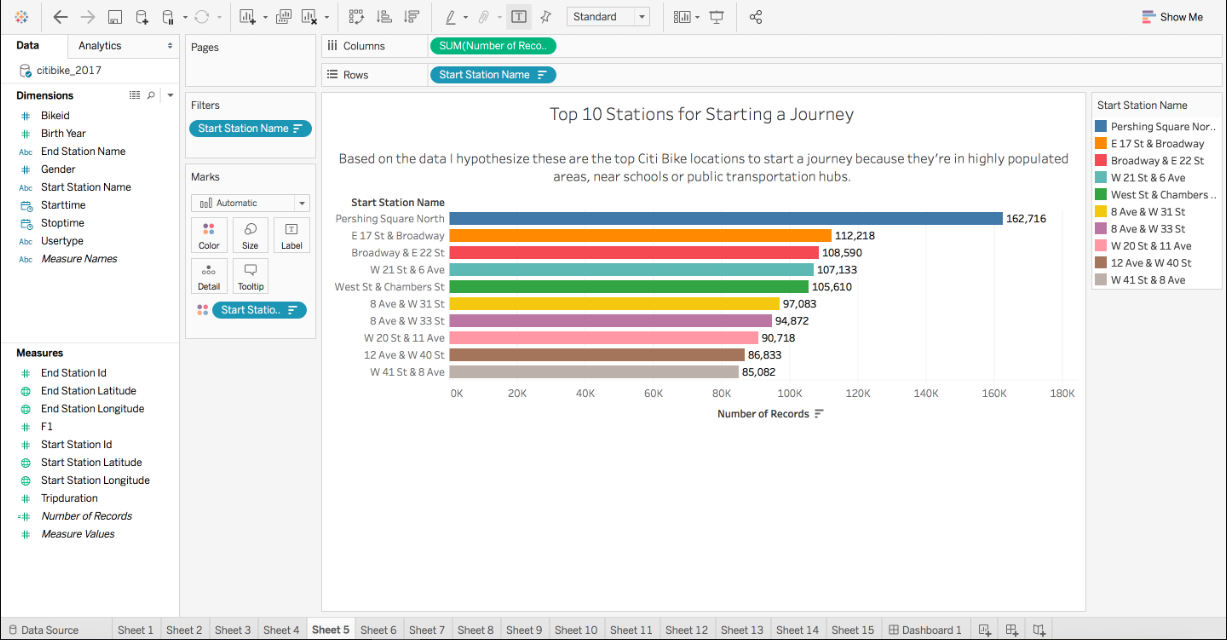 Standard
Show Me
Data
Analytics
citibike_2017
Dimensions
Bikeid
Birth Year
Abc End Station Name
Gender
Abc Start Station Name
Starttime
Stoptime
Abc Usertype
Abc Measure Names
Measures
End Station Id
End Station Latitude
End Station Longitude
F1
Start Station Id
Start Station Latitude
Start Station Longitude
Tripduration
Number of Records
Measure Values
Pages
Filters
Start Station Name
Marks
Automatic
Color
Size
Label
Detail
Tooltip
Start Statio..
Columns
SUM(Number of Reco..
Rows
Start Station Name
Top 10 Stations for Starting a Journey
Based on the data I hypothesize these are the top Citi Bike locations to start a journey because they're in highly populated
areas, near schools or public transportation hubs.
Start Station Name
Pershing Square North 162,716
E 17 St & Broadway 112,218
Broadway & E 22 St 108,590
W 21 St & 6 Ave 107,133
West St & Chambers St 105,610
8 Ave & W 31 St 97,083
8 Ave & W 33 St 94,872
W 20 St & 11 Ave 90,718
12 Ave & W 40 St 86,833
W 41 St & 8 Ave 85,082
0K 20K 40K 60K 80K 100K 120K 140K 160K 180K
Number of Records
Start Station Name
Pershing Square Nor..
E 17 St & Broadway
Broadway & E 22 St
W 21 St & 6 Ave
West St & Chambers ..
8 Ave & W 31 St
8 Ave & W 33 St
W 20 St & 11 Ave
12 Ave & W 40 St
W 41 St & 8 Ave
Data Source Sheet 1 Sheet 2 Sheet 3 Sheet 4 Sheet 5 Sheet 6 Sheet 7 Sheet 8 Sheet 9 Sheet 10 Sheet 11 Sheet 12 Sheet 13 Sheet 14 Sheet 15 Dashboard 1